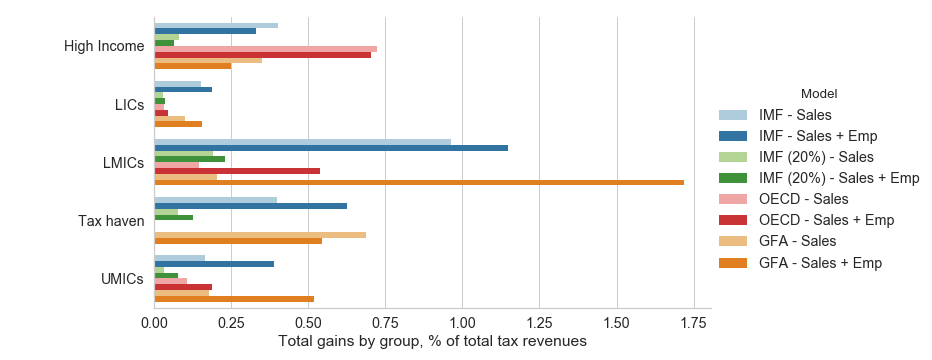 High Income
LICs
LMICs
Tax haven
UMICs
0.00 0.25 0.50 0.75 1.00 1.25 1.50 1.75
Total gains by group, % of total tax revenues
Model
IMF - Sales
IMF - Sales + Emp
IMF (20%) - Sales
IMF (20%) - Sales + Emp
OECD - Sales
OECD - Sales + Emp
GFA - Sales
GFA - Sales + Emp